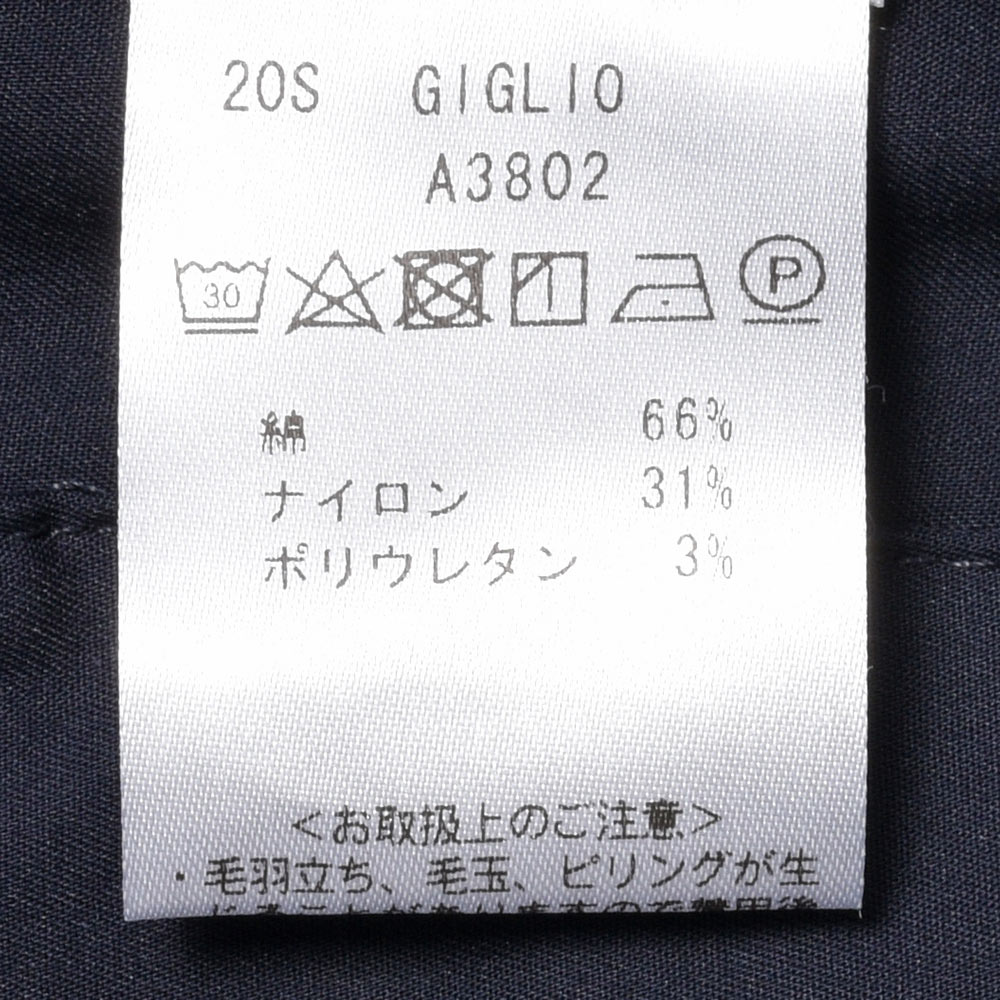 20S GIGLIO
A3802
30 P
綿 66%
ナイロン 31%
ポリウレタン 3%
<お取扱上のご注意>
・毛羽立ち、毛玉、ピリングが生